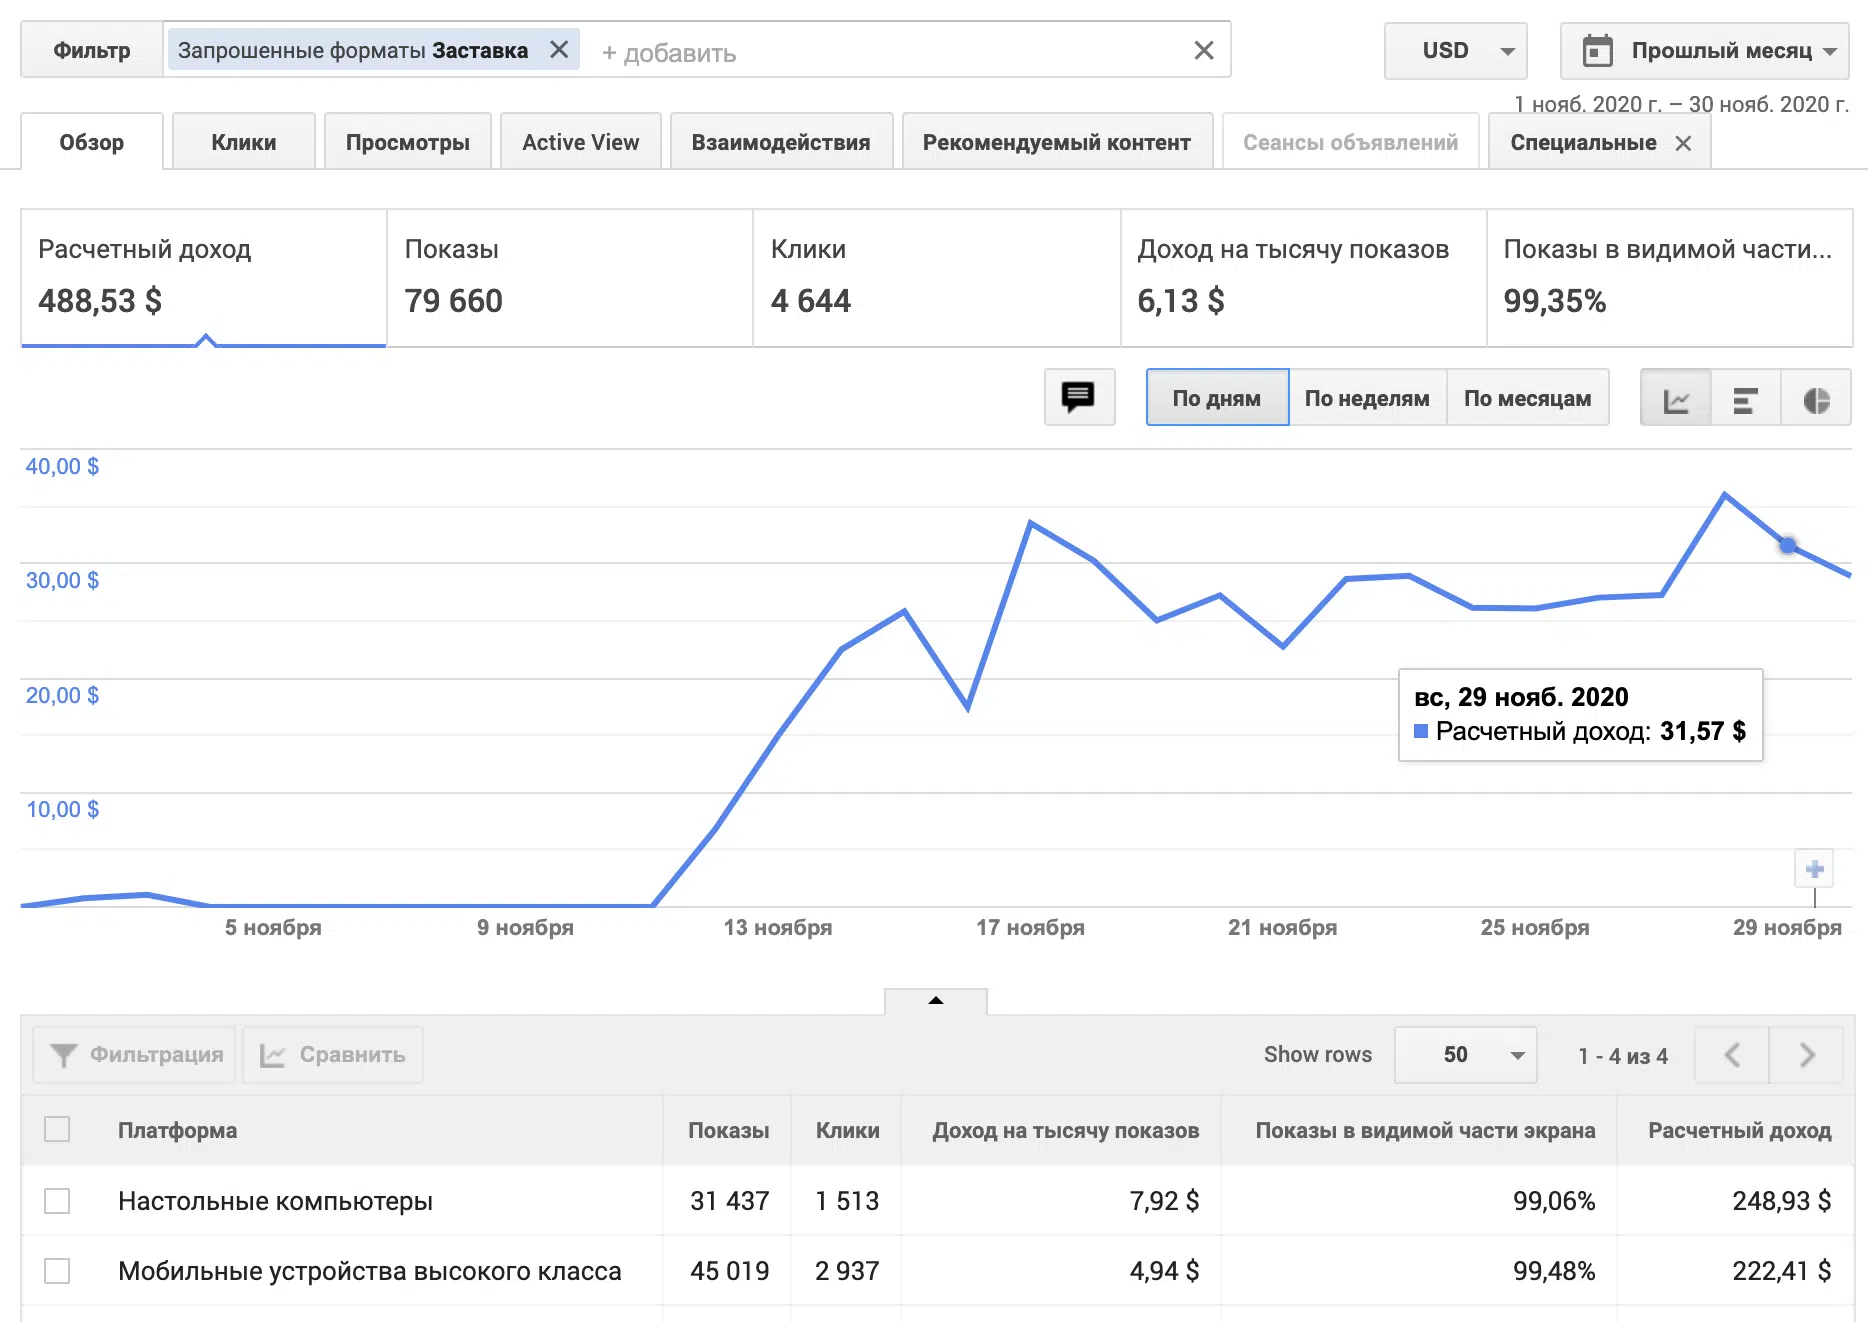 Фильтр Запрошенные форматы Заставка + добавить USD Прошлый месяц
1 нояб. 2020 г. – 30 нояб. 2020 г.
Обзор Клики Просмотры Active View Взаимодействия Рекомендуемый контент Сеансы объявлений Специальные
Расчетный доход Показы Клики Доход на тысячу показов Показы в видимой части...
488,53 $ 79 660 4 644 6,13 $ 99,35%
По дням По неделям По месяцам
40,00 $
30,00 $
20,00 $
вс, 29 нояб. 2020
Расчетный доход: 31,57 $
10,00 $
5 ноября 9 ноября 13 ноября 17 ноября 21 ноября 25 ноября 29 ноября
Фильтрация Сравнить Show rows 50 1 - 4 из 4
Платформа Показы Клики Доход на тысячу показов Показы в видимой части экрана Расчетный доход
Настольные компьютеры 31 437 1 513 7,92 $ 99,06% 248,93 $
Мобильные устройства высокого класса 45 019 2 937 4,94 $ 99,48% 222,41 $